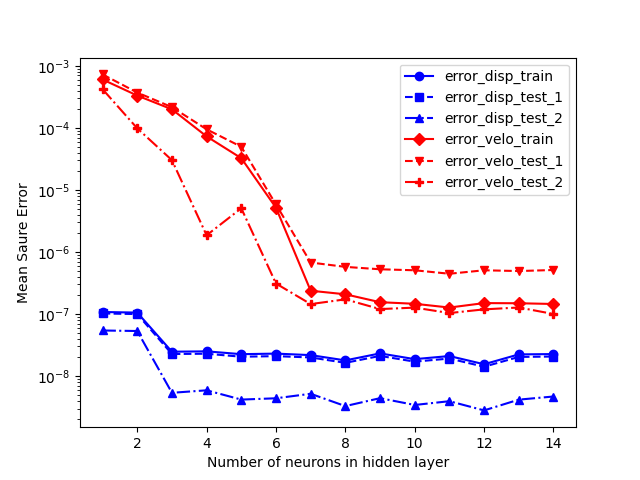 10⁻³
10⁻⁴
10⁻⁵
10⁻⁶
10⁻⁷
10⁻⁸
Mean Saure Error
error_disp_train
error_disp_test_1
error_disp_test_2
error_velo_train
error_velo_test_1
error_velo_test_2
2 4 6 8 10 12 14
Number of neurons in hidden layer